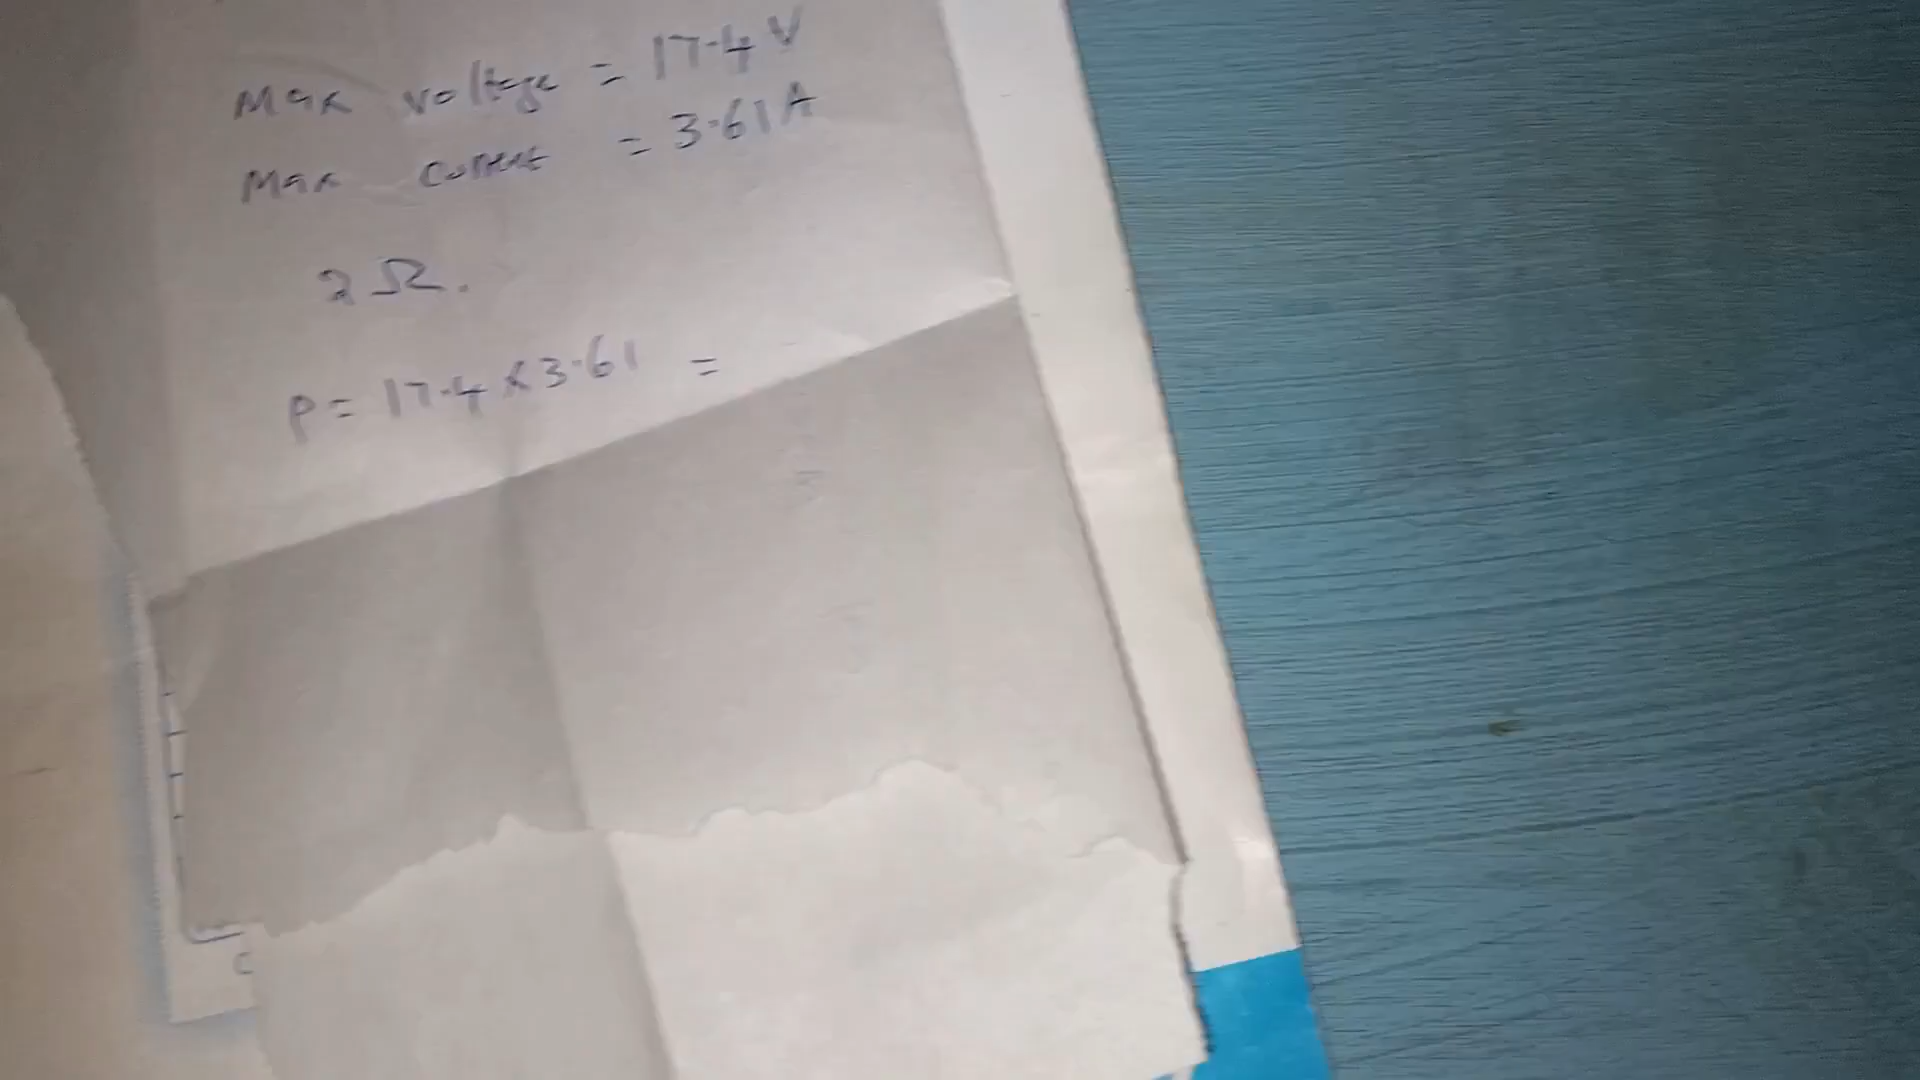 Max voltage = 17.4 V
Max current = 3.61 A
2 Ω.
P = 17.4 x 3.61 =
C